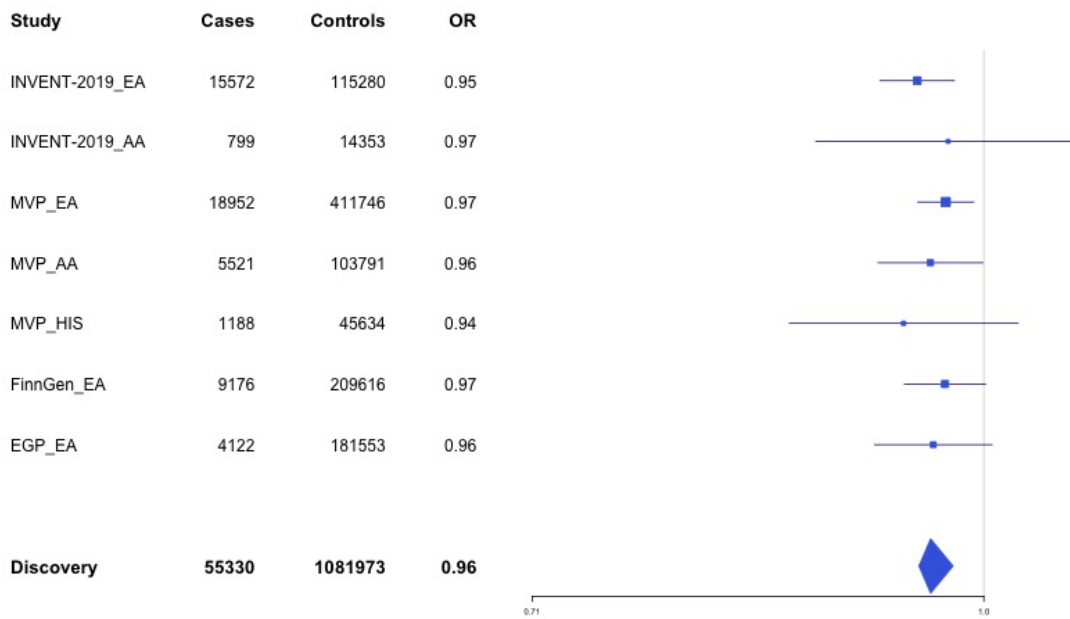 Study Cases Controls OR
INVENT-2019_EA 15572 115280 0.95
INVENT-2019_AA 799 14353 0.97
MVP_EA 18952 411746 0.97
MVP_AA 5521 103791 0.96
MVP_HIS 1188 45634 0.94
FinnGen_EA 9176 209616 0.97
EGP_EA 4122 181553 0.96
Discovery 55330 1081973 0.96
0.71 1.0